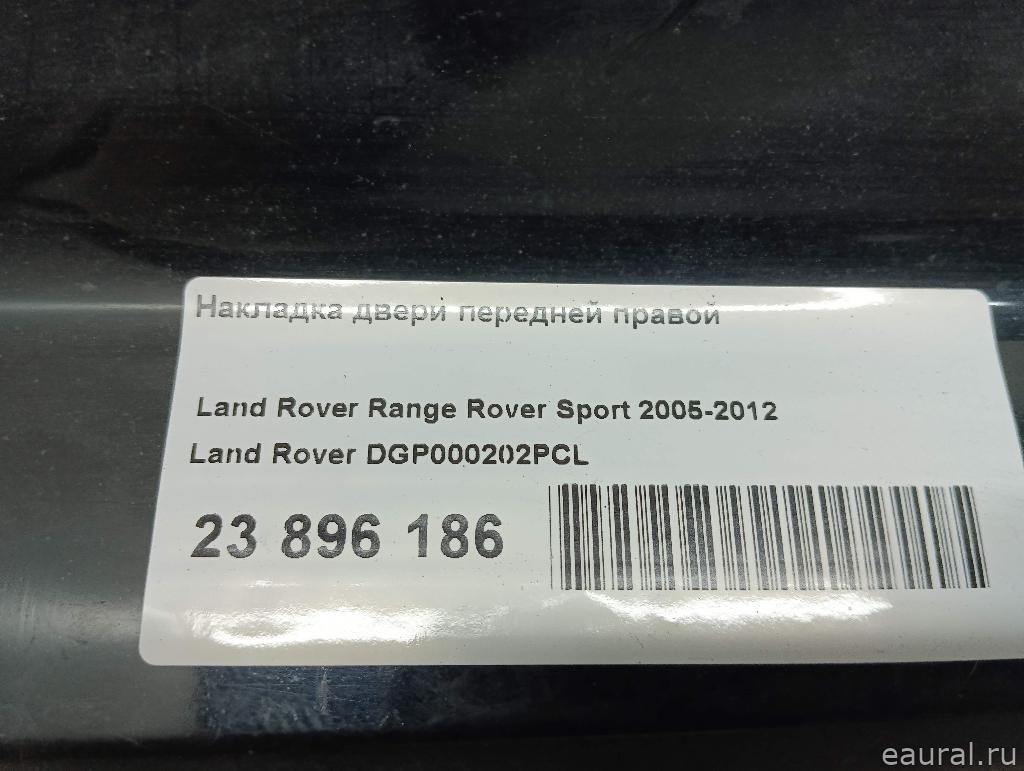 Накладка двери передней правой
Land Rover Range Rover Sport 2005-2012
Land Rover DGP000202PCL
23 896 186
eaural.ru